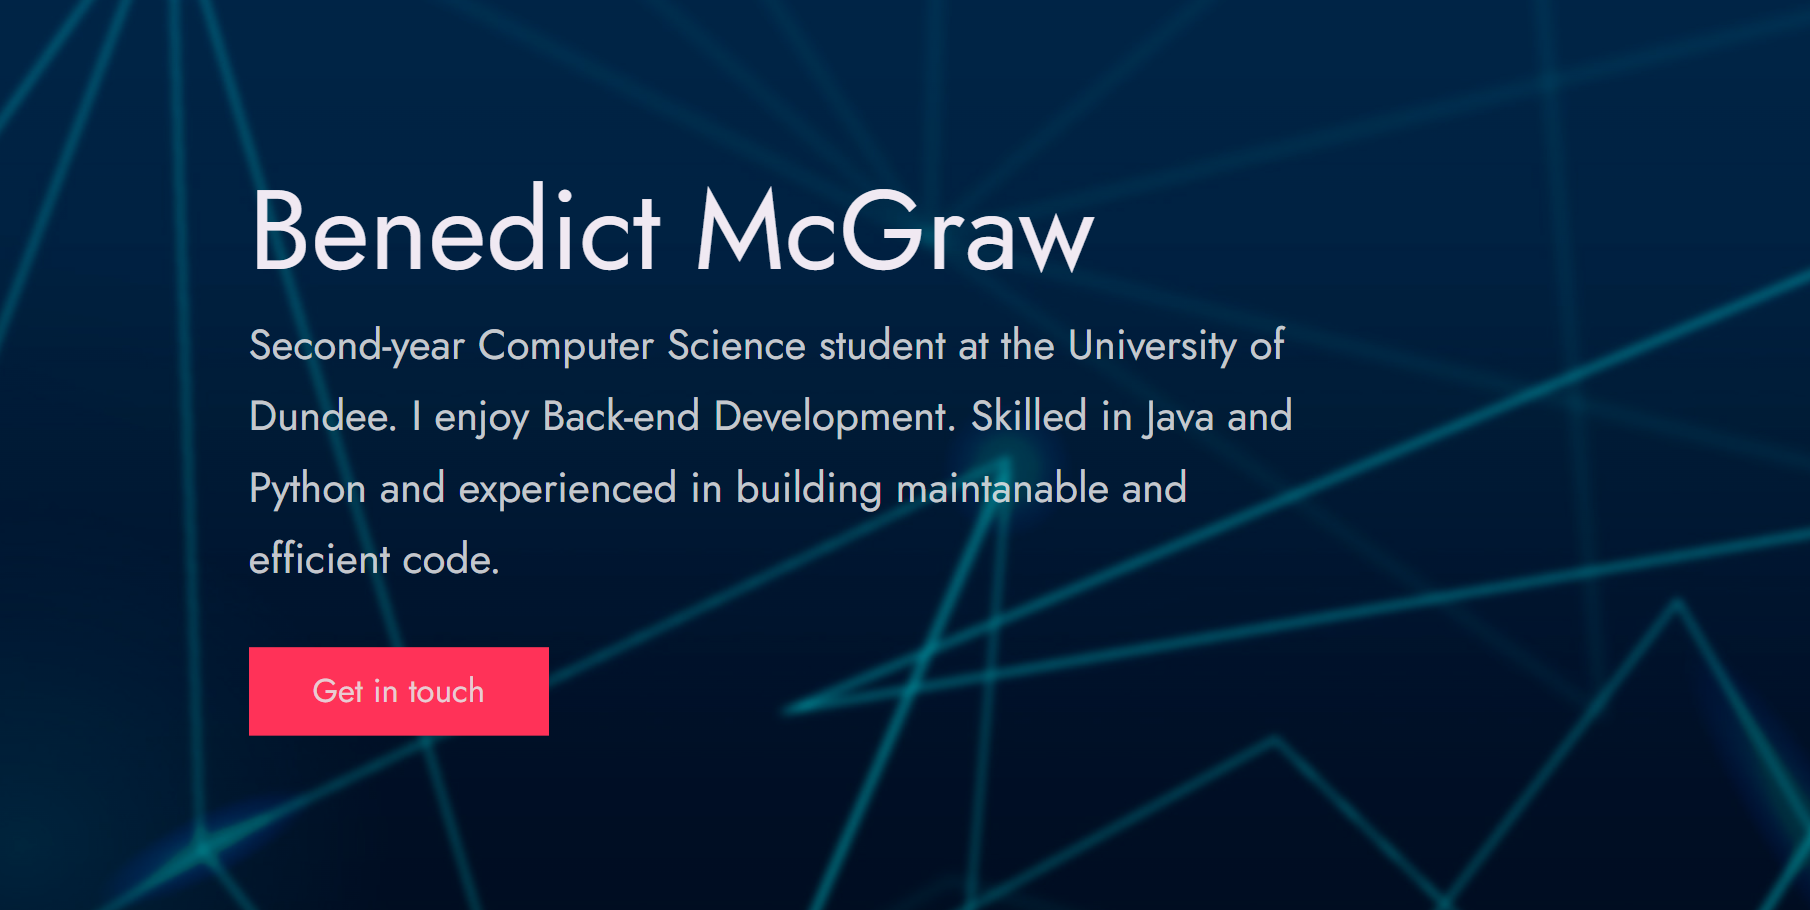 Benedict McGraw
Second-year Computer Science student at the University of
Dundee. I enjoy Back-end Development. Skilled in Java and
Python and experienced in building maintanable and
efficient code.
Get in touch